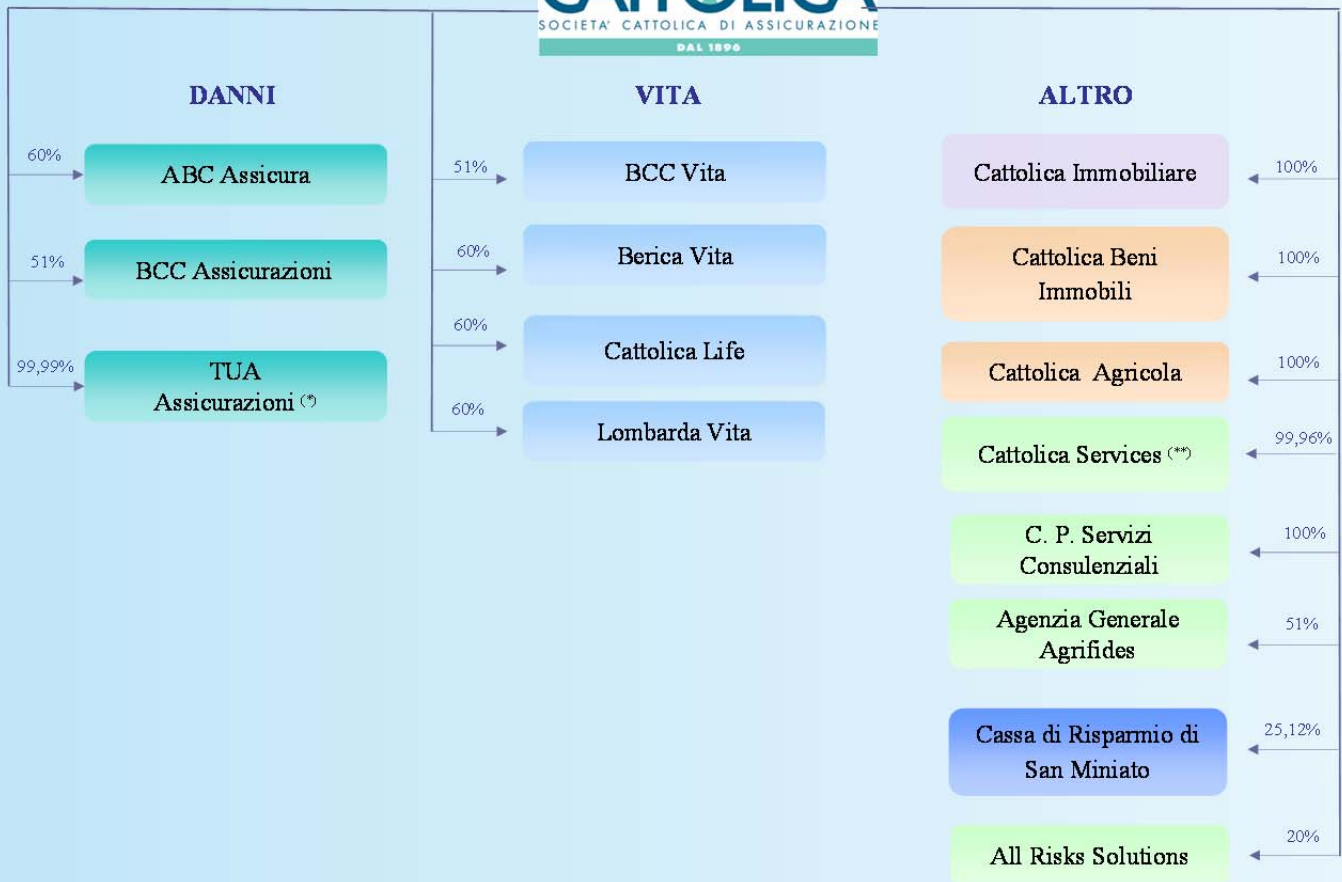 CATTOLICA
SOCIETA' CATTOLICA DI ASSICURAZIONE
DAL 1896
DANNI
60%
ABC Assicura
51%
BCC Assicurazioni
99,99%
TUA
Assicurazioni (*)
VITA
51%
BCC Vita
60%
Berica Vita
60%
Cattolica Life
60%
Lombarda Vita
ALTRO
Cattolica Immobiliare
100%
Cattolica Beni
Immobili
100%
Cattolica Agricola
100%
Cattolica Services (**)
99,96%
C. P. Servizi
Consulenziali
100%
Agenzia Generale
Agrifides
51%
Cassa di Risparmio di
San Miniato
25,12%
All Risks Solutions
20%